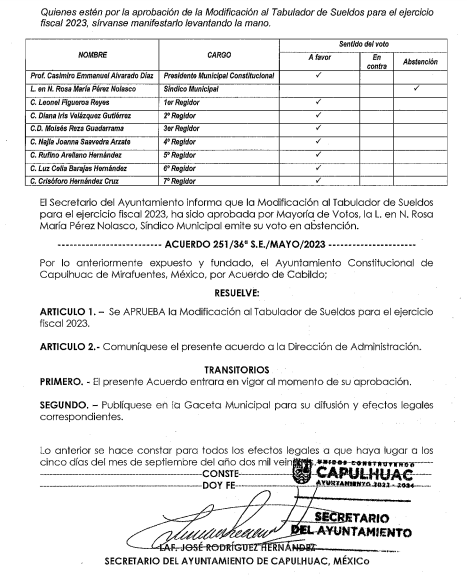 Quienes estén por la aprobación de la Modificación al Tabulador de Sueldos para el ejercicio
fiscal 2023, sírvanse manifestarlo levantando la mano.
NOMBRE CARGO Sentido del voto
A favor En contra Abstención
Prof. Casimiro Emmanuel Alvarado Díaz Presidente Municipal Constitucional ✓
L. en N. Rosa María Pérez Nolasco Síndico Municipal ✓
C. Leonel Figueroa Reyes 1er Regidor ✓
C. Diana Iris Velázquez Gutiérrez 2º Regidor ✓
C.D. Moisés Reza Guadarrama 3er Regidor ✓
C. Najla Joanna Saavedra Arzate 4º Regidor ✓
C. Rufino Arellano Hernández 5º Regidor ✓
C. Luz Celia Barajas Hernández 6º Regidor ✓
C. Crisóforo Hernández Cruz 7º Regidor ✓
El Secretario del Ayuntamiento informa que la Modificación al Tabulador de Sueldos
para el ejercicio fiscal 2023, ha sido aprobada por Mayoría de Votos, la L. en N. Rosa
María Pérez Nolasco, Síndico Municipal emite su voto en abstención.
---------------------- ACUERDO 251/36ª S.E./MAYO/2023 ----------------------
Por lo anteriormente expuesto y fundado, el Ayuntamiento Constitucional de
Capulhuac de Mirafuentes, México, por Acuerdo de Cabildo;
RESUELVE:
ARTICULO 1. – Se APRUEBA la Modificación al Tabulador de Sueldos para el ejercicio
fiscal 2023.
ARTICULO 2.- Comuníquese el presente acuerdo a la Dirección de Administración.
TRANSITORIOS
PRIMERO. - El presente Acuerdo entrara en vigor al momento de su aprobación.
SEGUNDO. – Publíquese en la Gaceta Municipal para su difusión y efectos legales
correspondientes.
Lo anterior se hace constar para todos los efectos legales a que haya lugar a los
cinco días del mes de septiembre del año dos mil
UNIDOS CONSTRUYENDO
CONSTE
CAPULHUAC
AYUNTAMIENTO 2022 - 2024
DOY FE
SECRETARIO
DEL AYUNTAMIENTO
LAF. JOSÉ RODRÍGUEZ HERNÁNDEZ
SECRETARIO DEL AYUNTAMIENTO DE CAPULHUAC, MÉXICO